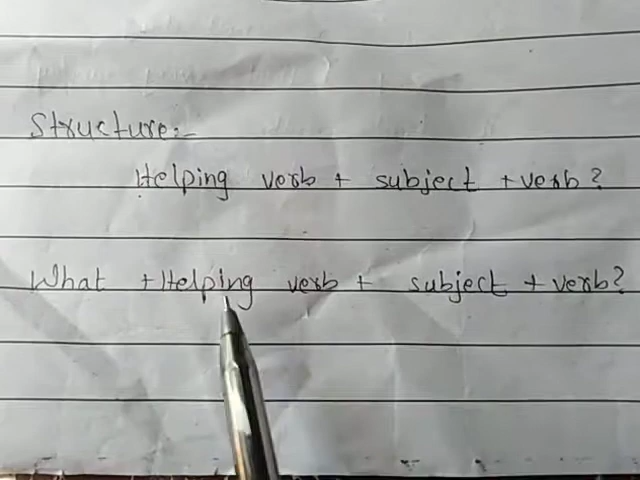 Structure:-
Helping verb + subject + verb?
What + Helping verb + subject + verb?